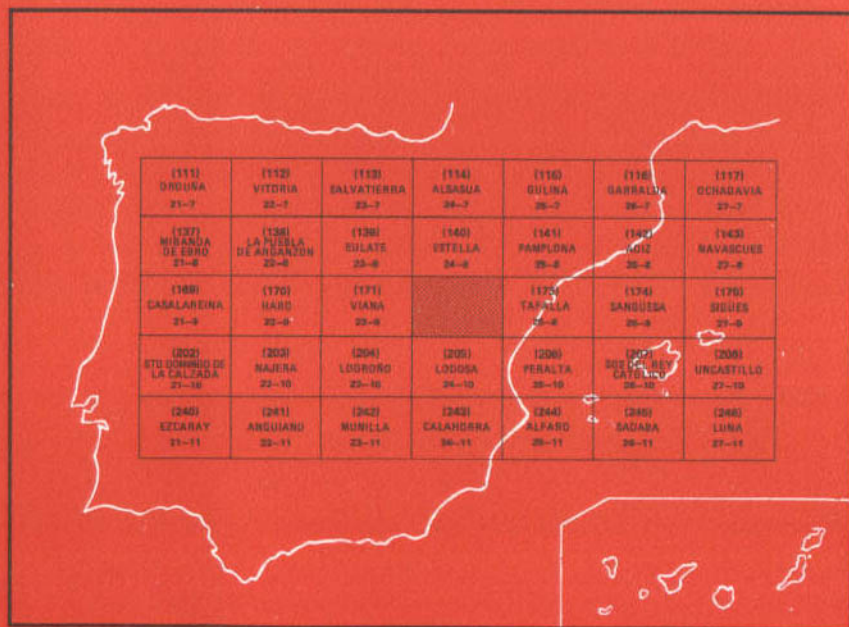 (111)
ORDUÑA
21-7
(112)
VITORIA
22-7
(113)
SALVATIERRA
23-7
(114)
ALSASUA
24-7
(115)
GULINA
25-7
(116)
GARRALDA
26-7
(117)
OCHAGAVIA
27-7
(137)
MIRANDA
DE EBRO
21-8
(138)
LA PUEBLA
DE ARGANZON
22-8
(139)
EULATE
23-8
(140)
ESTELLA
24-8
(141)
PAMPLONA
25-8
(142)
AOIZ
26-8
(143)
NAVASCUES
27-8
(169)
CASALAREINA
21-9
(170)
HARO
22-9
(171)
VIANA
23-9
(173)
TAFALLA
25-9
(174)
SANGÜESA
26-9
(175)
SIGÜES
27-9
(202)
STO. DOMINGO DE
LA CALZADA
21-10
(203)
NAJERA
22-10
(204)
LOGROÑO
23-10
(205)
LODOSA
24-10
(206)
PERALTA
25-10
(207)
SOS DEL REY
CATOLICO
26-10
(208)
UNCASTILLO
27-10
(240)
EZCARAY
21-11
(241)
ANGUIANO
22-11
(242)
MUNILLA
23-11
(243)
CALAHORRA
24-11
(244)
ALFARO
25-11
(245)
SADABA
26-11
(246)
LUNA
27-11